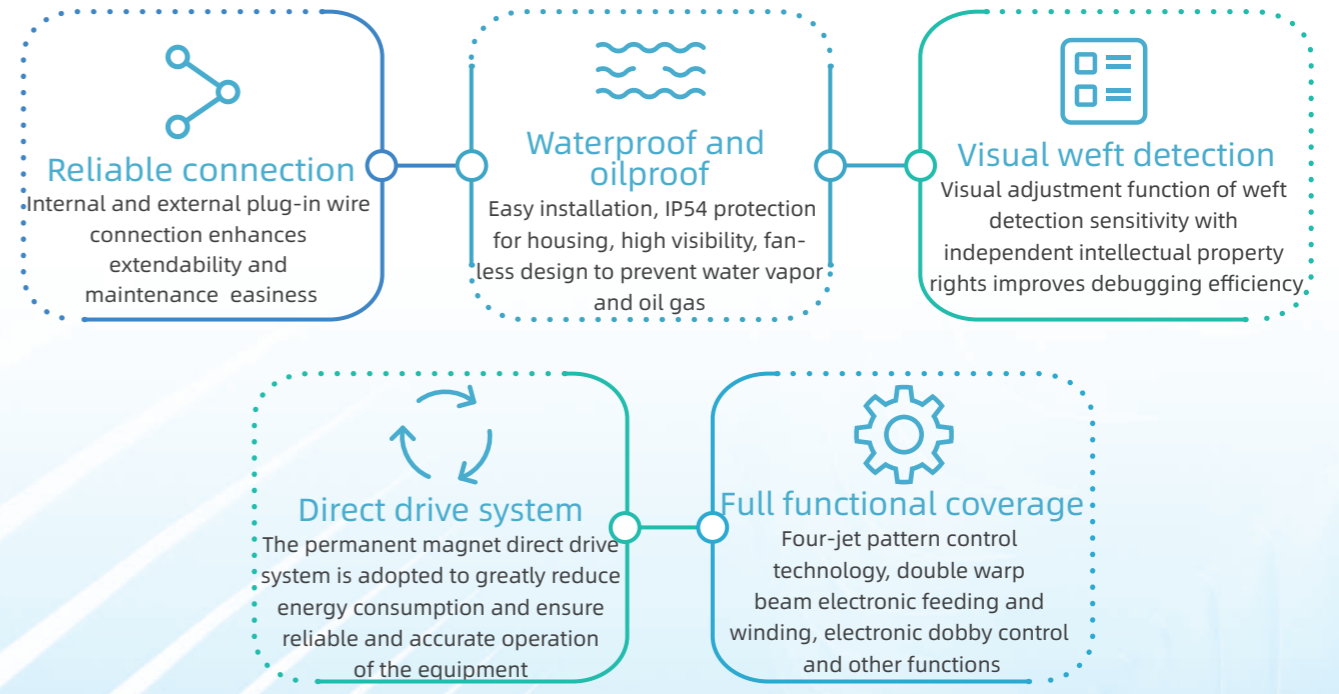 Reliable connection
Internal and external plug-in wire
connection enhances
extendability and
maintenance easiness
Waterproof and
oilproof
Easy installation, IP54 protection
for housing, high visibility, fan-
less design to prevent water vapor
and oil gas
Visual weft detection
Visual adjustment function of weft
detection sensitivity with
independent intellectual property
rights improves debugging efficiency
Direct drive system
The permanent magnet direct drive
system is adopted to greatly reduce
energy consumption and ensure
reliable and accurate operation
of the equipment
Full functional coverage
Four-jet pattern control
technology, double warp
beam electronic feeding and
winding, electronic dobby control
and other functions